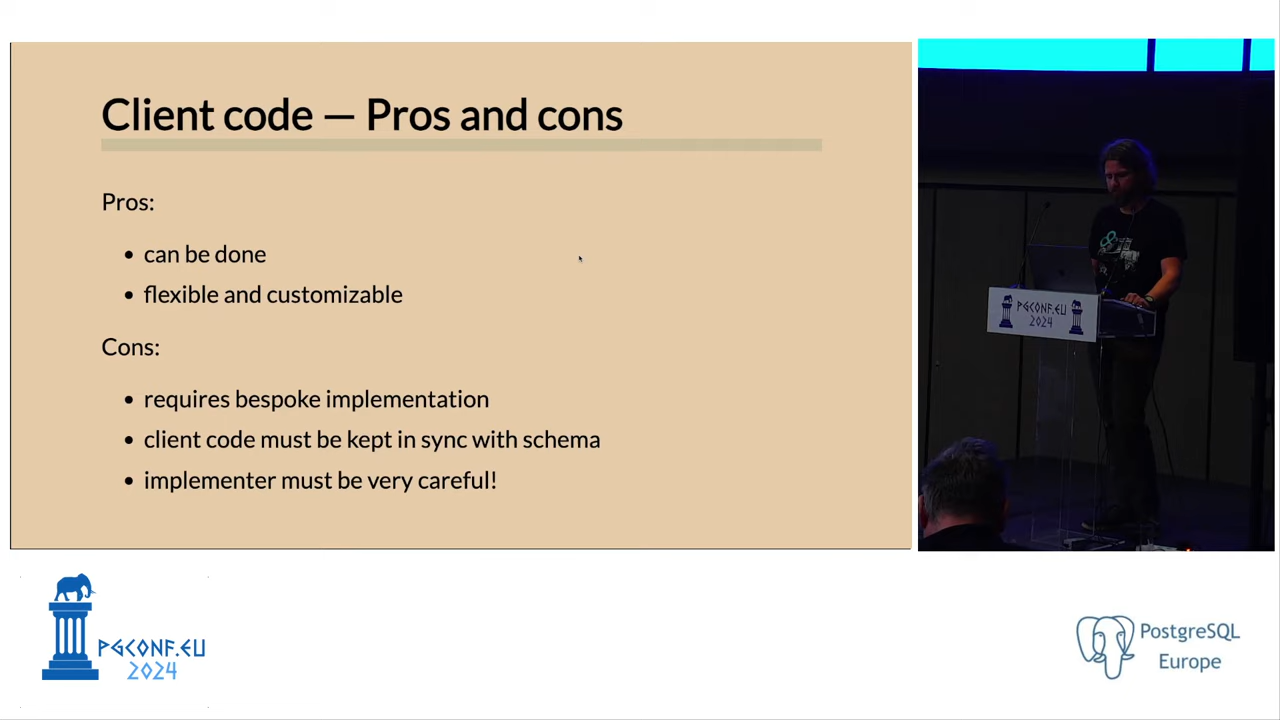 Client code — Pros and cons
Pros:
• can be done
• flexible and customizable
Cons:
• requires bespoke implementation
• client code must be kept in sync with schema
• implementer must be very careful!
PGCONF.EU
2024
PGCONF.EU
2024
PostgreSQL
Europe